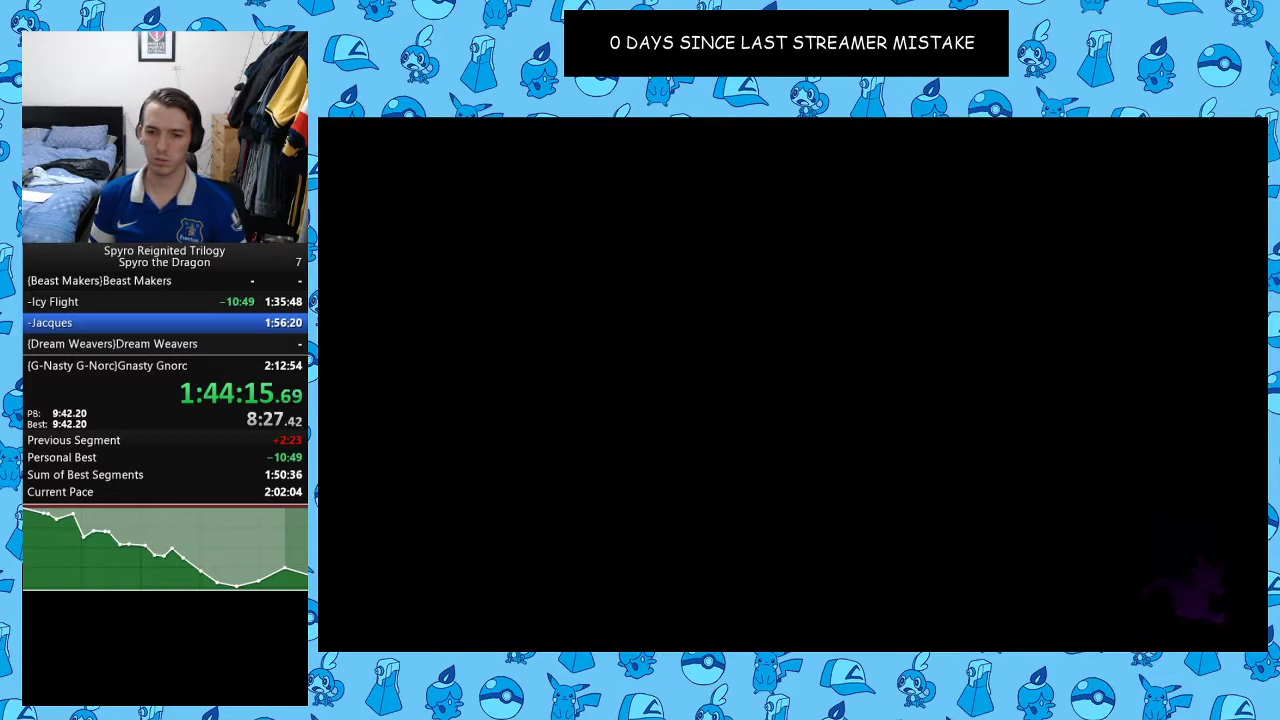 0 DAYS SINCE LAST STREAMER MISTAKE
Spyro Reignited Trilogy
Spyro the Dragon 7
{Beast Makers}Beast Makers - -
-Icy Flight −10:49 1:35:48
-Jacques 1:56:20
{Dream Weavers}Dream Weavers -
{G-Nasty G-Norc}Gnasty Gnorc 2:12:54
1:44:15.69
PB: 9:42.20
Best: 9:42.20
8:27.42
Previous Segment +2:23
Personal Best −10:49
Sum of Best Segments 1:50:36
Current Pace 2:02:04